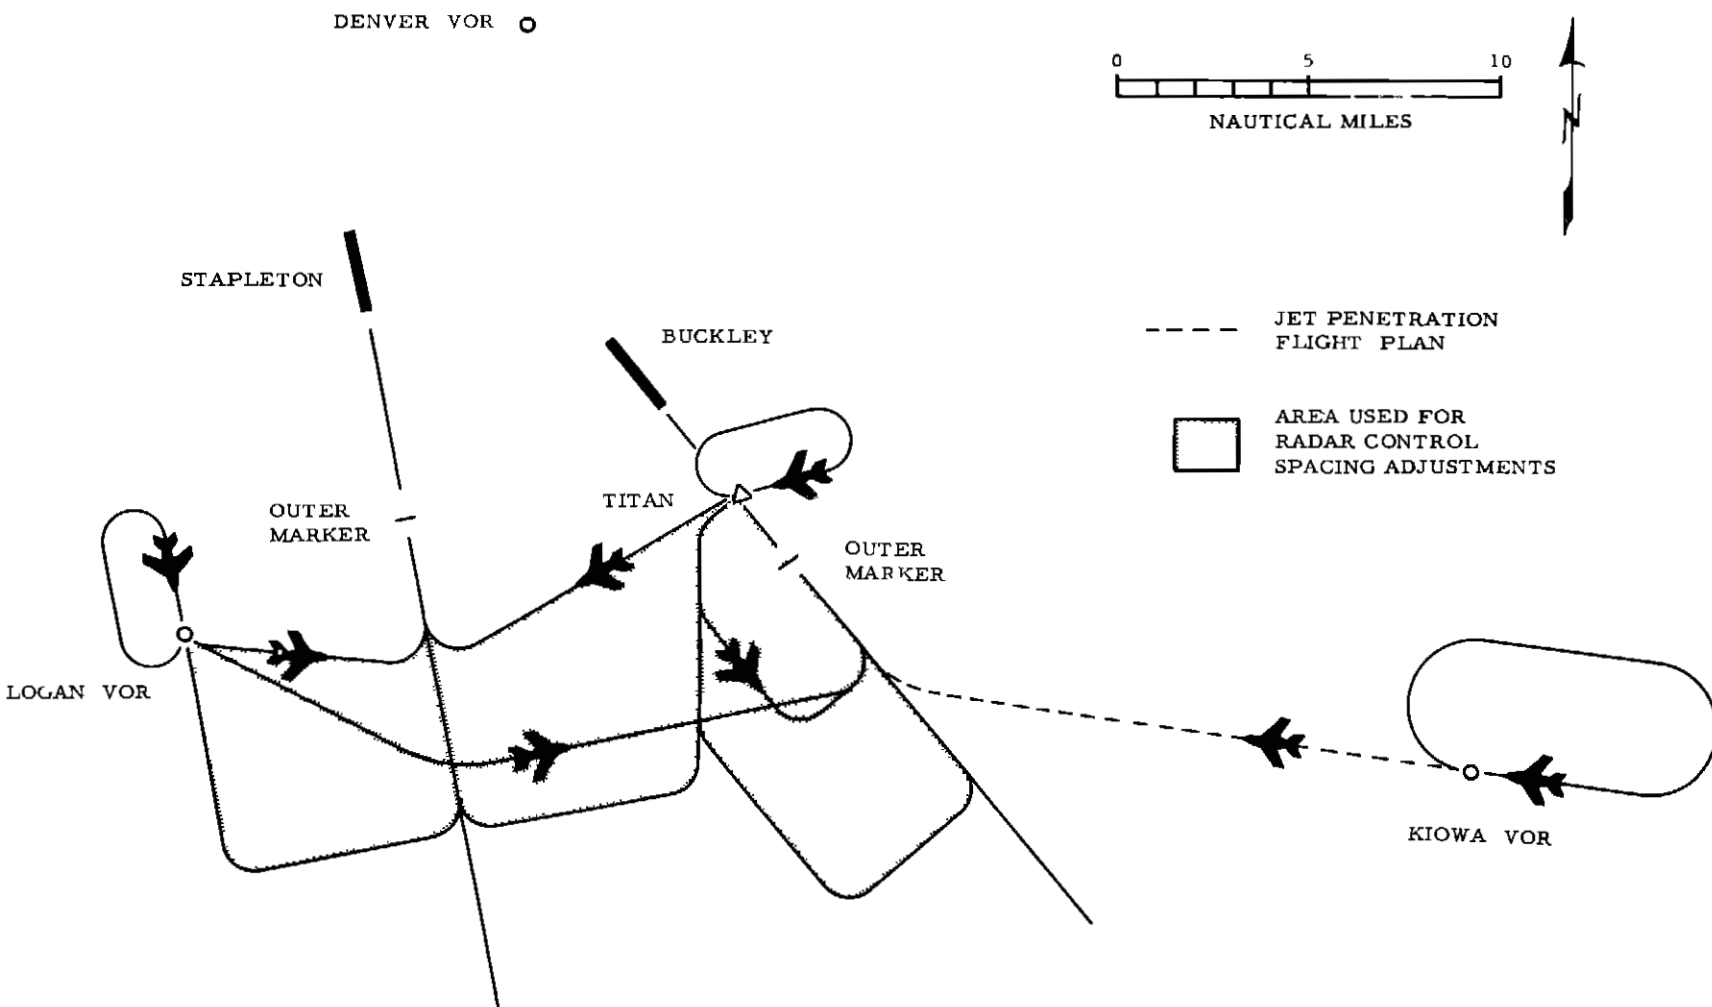 DENVER VOR
0 5 10
NAUTICAL MILES
N
STAPLETON
BUCKLEY
JET PENETRATION
FLIGHT PLAN
AREA USED FOR
RADAR CONTROL
SPACING ADJUSTMENTS
TITAN
OUTER
MARKER
OUTER
MARKER
LOGAN VOR
KIOWA VOR